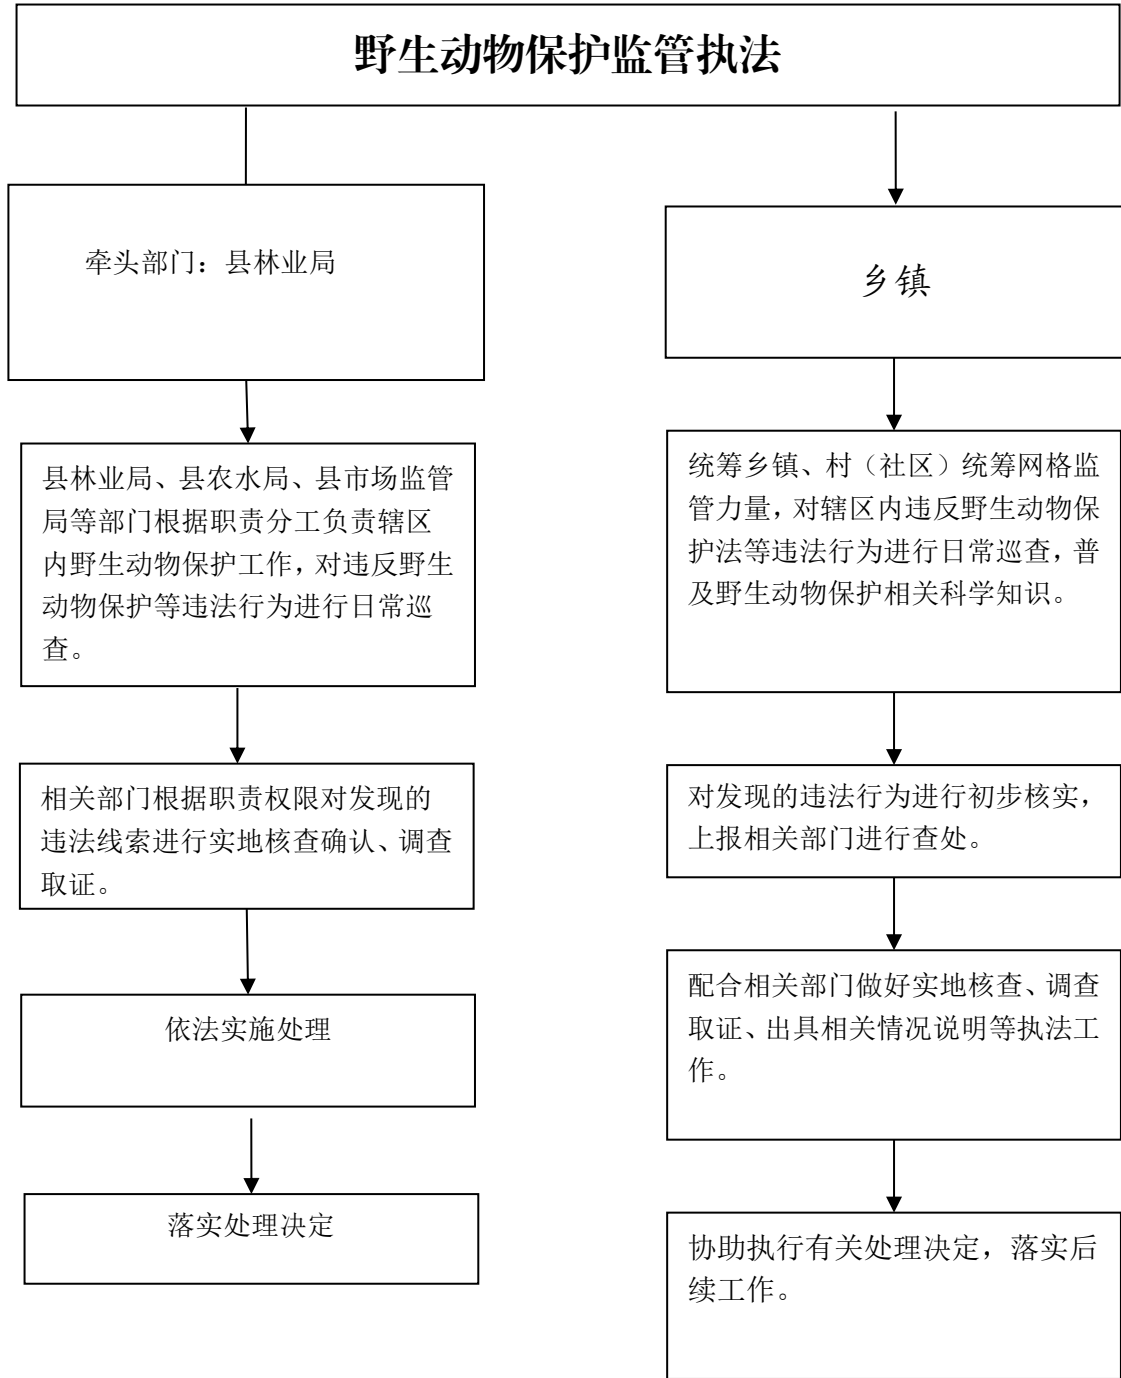 野生动物保护监管执法
牵头部门：县林业局
县林业局、县农水局、县市场监管
局等部门根据职责分工负责辖区
内野生动物保护工作，对违反野生
动物保护等违法行为进行日常巡
查。
相关部门根据职责权限对发现的
违法线索进行实地核查确认、调查
取证。
依法实施处理
落实处理决定
乡镇
统筹乡镇、村（社区）统筹网格监
管力量，对辖区内违反野生动物保
护法等违法行为进行日常巡查，普
及野生动物保护相关科学知识。
对发现的违法行为进行初步核实，
上报相关部门进行查处。
配合相关部门做好实地核查、调查
取证、出具相关情况说明等执法工
作。
协助执行有关处理决定，落实后
续工作。